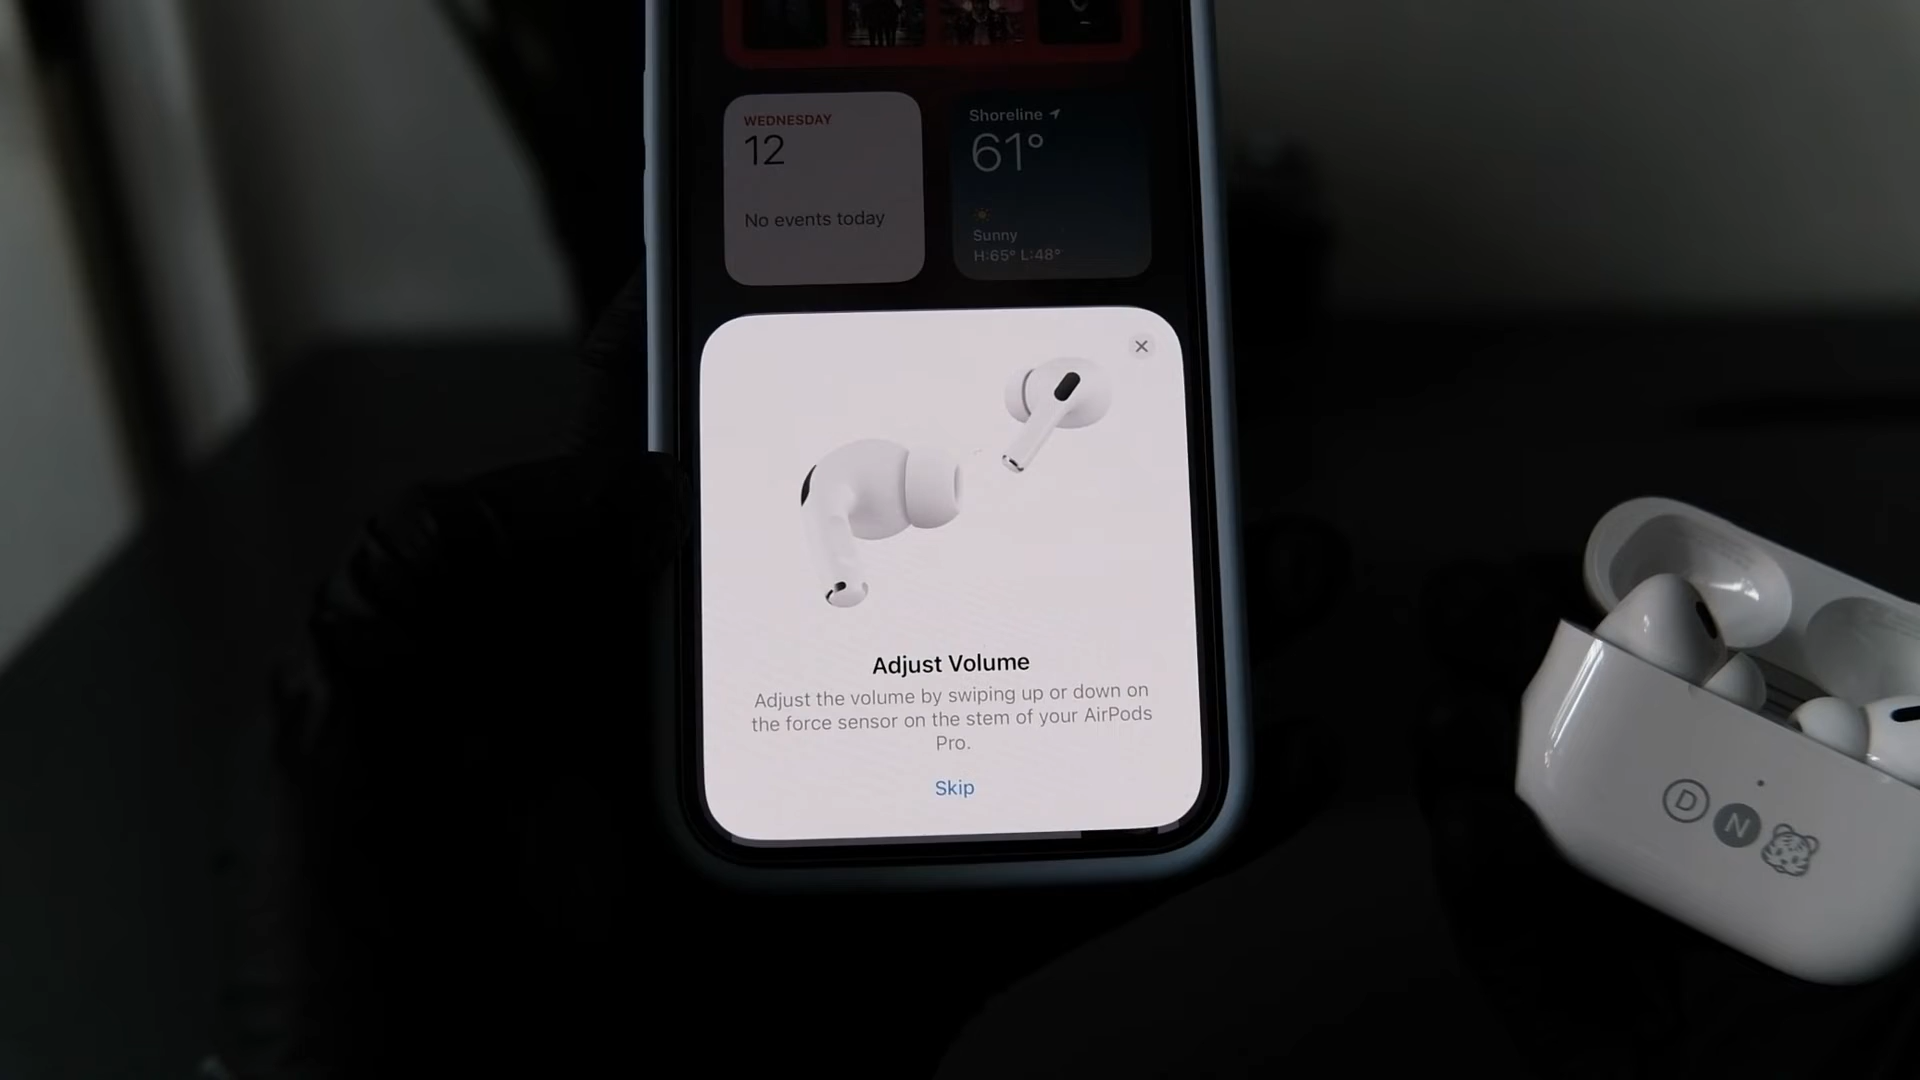 WEDNESDAY
12
No events today
Shoreline
61°
Sunny
H:65° L:48°
Adjust Volume
Adjust the volume by swiping up or down on
the force sensor on the stem of your AirPods
Pro.
Skip
D N